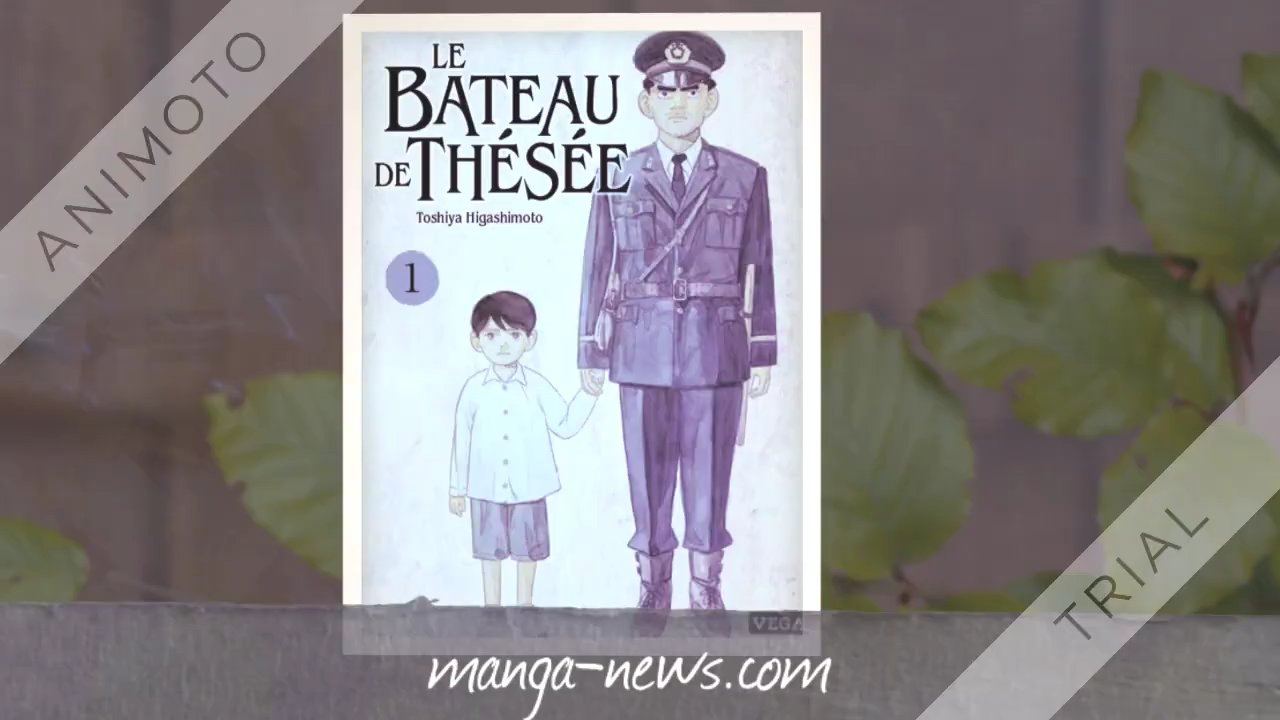 ANIMOTO
LE
BATEAU
DE THÉSÉE
Toshiya Higashimoto
1
VEGA
manga-news.com
TRIAL